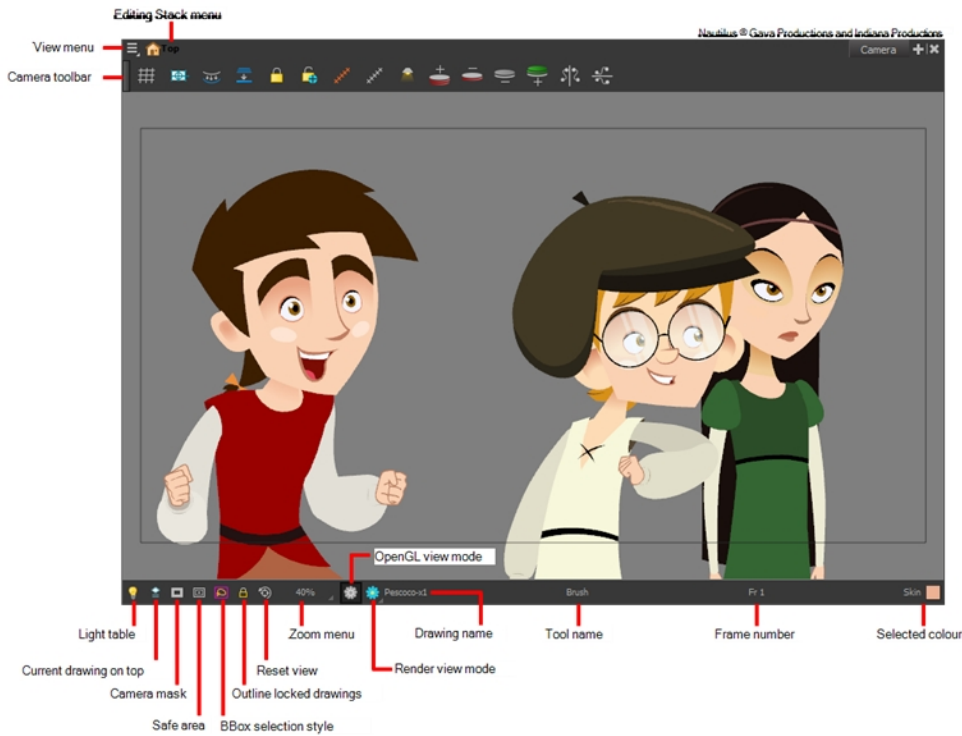 Editing Stack menu
Nautilus ® Gava Productions and Indiana Productions
View menu
Top
Camera
Camera toolbar
OpenGL view mode
40%
Pescoco-x1
Brush
Fr 1
Skin
Light table
Zoom menu
Drawing name
Tool name
Frame number
Selected colour
Current drawing on top
Reset view
Render view mode
Camera mask
Outline locked drawings
Safe area
BBox selection style